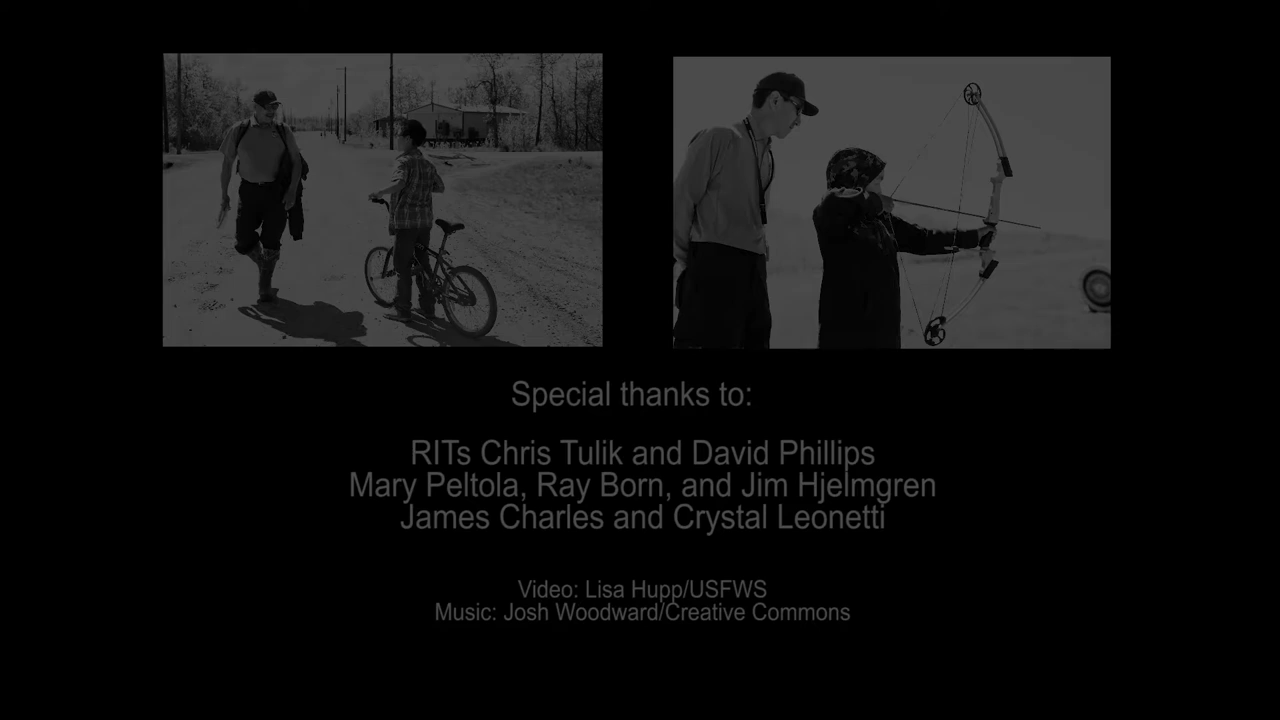 Special thanks to:
RITs Chris Tulik and David Phillips
Mary Peltola, Ray Born, and Jim Hjelmgren
James Charles and Crystal Leonetti
Video: Lisa Hupp/USFWS
Music: Josh Woodward/Creative Commons